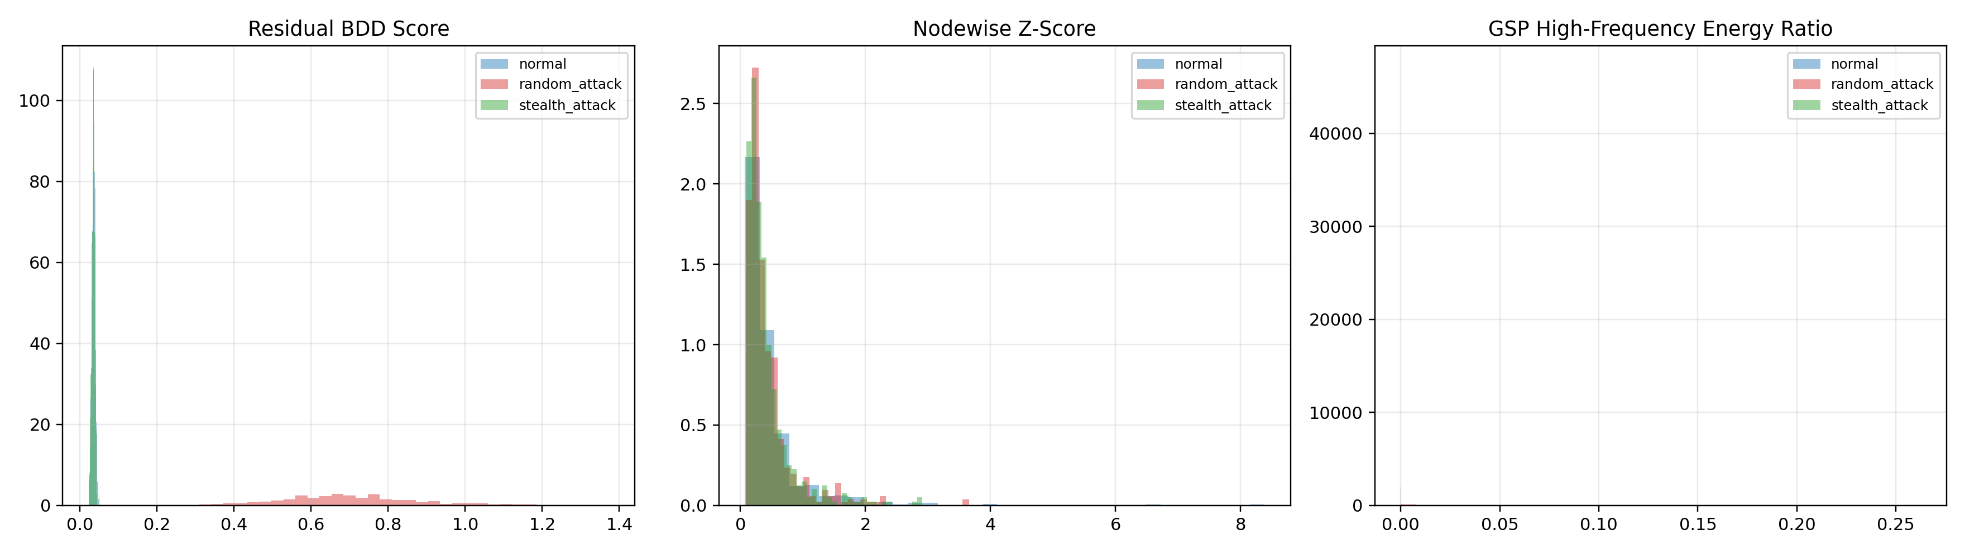 Residual BDD Score
normal
random_attack
stealth_attack
100
80
60
40
20
0
0.0 0.2 0.4 0.6 0.8 1.0 1.2 1.4
Nodewise Z-Score
normal
random_attack
stealth_attack
2.5
2.0
1.5
1.0
0.5
0.0
0 2 4 6 8
GSP High-Frequency Energy Ratio
normal
random_attack
stealth_attack
40000
30000
20000
10000
0
0.00 0.05 0.10 0.15 0.20 0.25